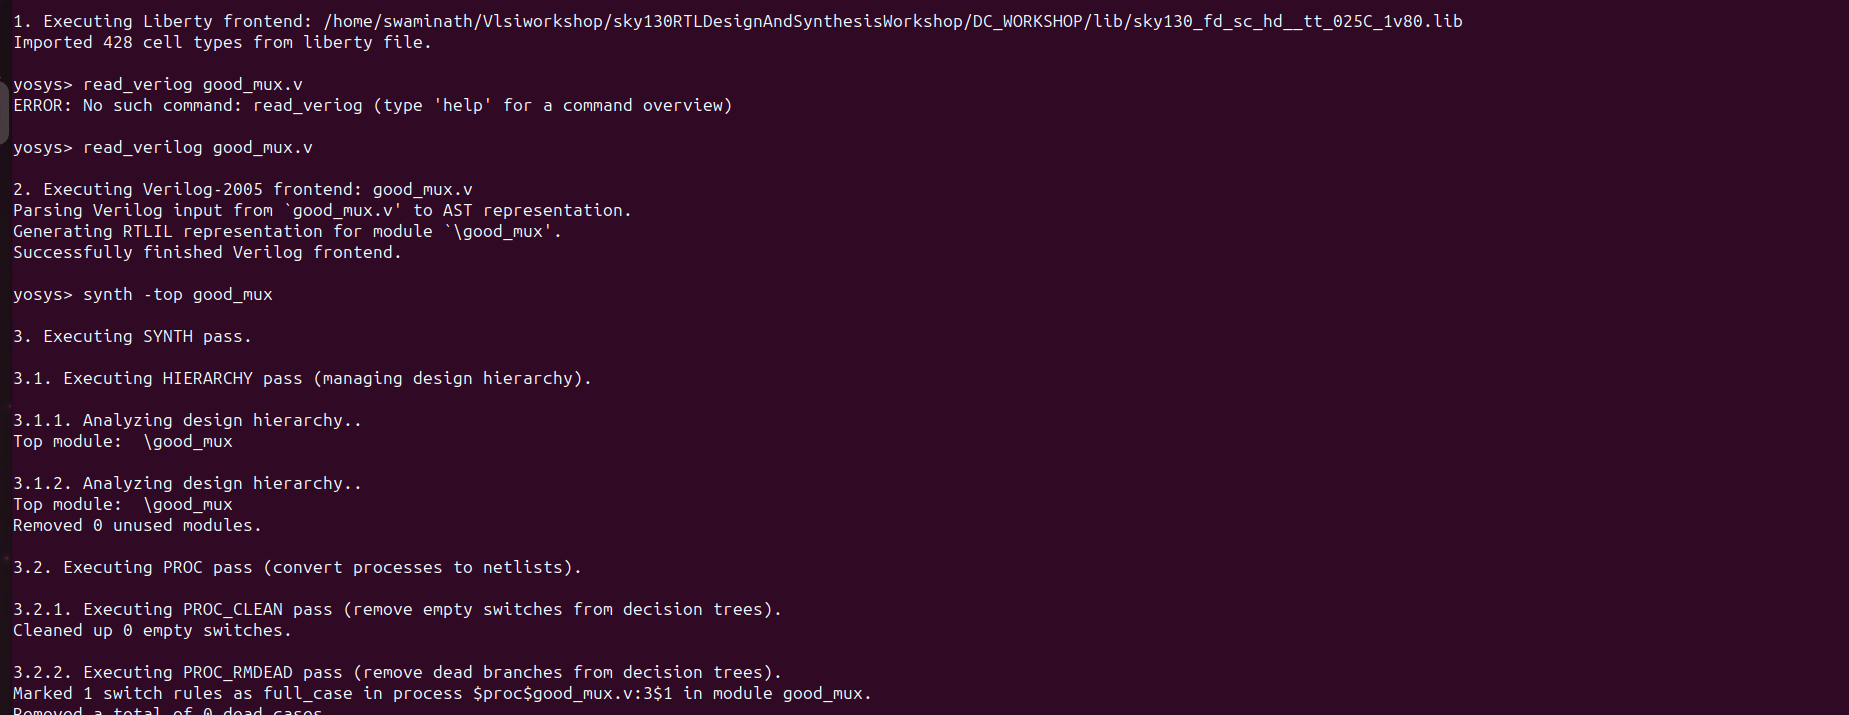 1. Executing Liberty frontend: /home/swaminath/Vlsiworkshop/sky130RTLDesignAndSynthesisWorkshop/DC_WORKSHOP/lib/sky130_fd_sc_hd__tt_025C_1v80.lib
Imported 428 cell types from liberty file.
yosys> read_veriog good_mux.v
ERROR: No such command: read_veriog (type 'help' for a command overview)
yosys> read_verilog good_mux.v
2. Executing Verilog-2005 frontend: good_mux.v
Parsing Verilog input from `good_mux.v' to AST representation.
Generating RTLIL representation for module `\good_mux'.
Successfully finished Verilog frontend.
yosys> synth -top good_mux
3. Executing SYNTH pass.
3.1. Executing HIERARCHY pass (managing design hierarchy).
3.1.1. Analyzing design hierarchy..
Top module:  \good_mux
3.1.2. Analyzing design hierarchy..
Top module:  \good_mux
Removed 0 unused modules.
3.2. Executing PROC pass (convert processes to netlists).
3.2.1. Executing PROC_CLEAN pass (remove empty switches from decision trees).
Cleaned up 0 empty switches.
3.2.2. Executing PROC_RMDEAD pass (remove dead branches from decision trees).
Marked 1 switch rules as full_case in process $proc$good_mux.v:3$1 in module good_mux.
Removed a total of 0 dead cases.